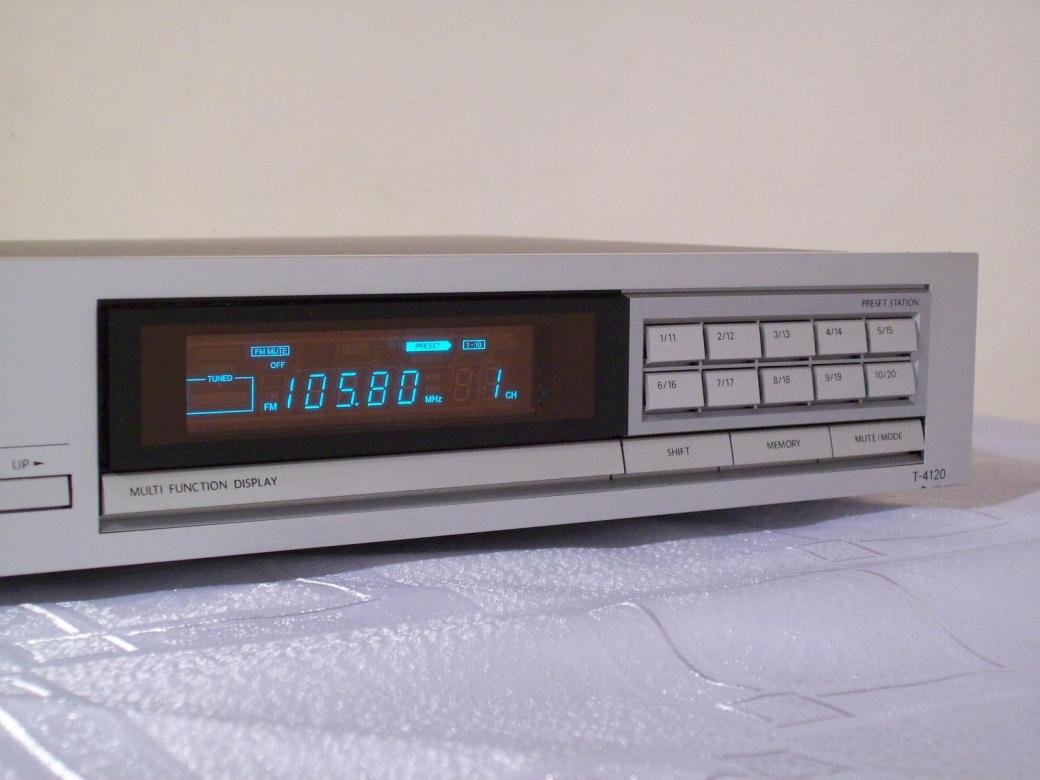 PRESET STATION
1/11 2/12 3/13 4/14 5/15
6/16 7/17 8/18 9/19 10/20
FM MUTE PRESET 1-10
OFF
TUNED
FM 105.80 MHz 1 CH
SHIFT MEMORY MUTE/MODE
UP
MULTI FUNCTION DISPLAY
T-4120